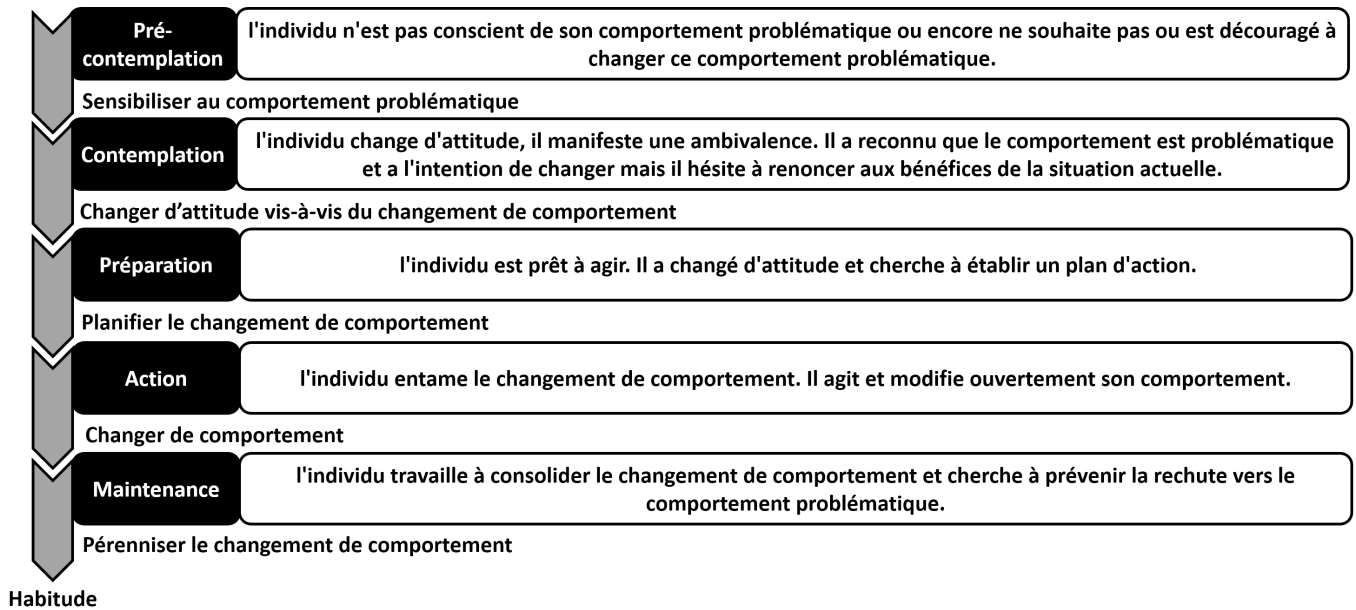 Pré-
contemplation
l'individu n'est pas conscient de son comportement problématique ou encore ne souhaite pas ou est découragé à
changer ce comportement problématique.
Sensibiliser au comportement problématique
Contemplation
l'individu change d'attitude, il manifeste une ambivalence. Il a reconnu que le comportement est problématique
et a l'intention de changer mais il hésite à renoncer aux bénéfices de la situation actuelle.
Changer d’attitude vis-à-vis du changement de comportement
Préparation
l'individu est prêt à agir. Il a changé d'attitude et cherche à établir un plan d'action.
Planifier le changement de comportement
Action
l'individu entame le changement de comportement. Il agit et modifie ouvertement son comportement.
Changer de comportement
Maintenance
l'individu travaille à consolider le changement de comportement et cherche à prévenir la rechute vers le
comportement problématique.
Pérenniser le changement de comportement
Habitude